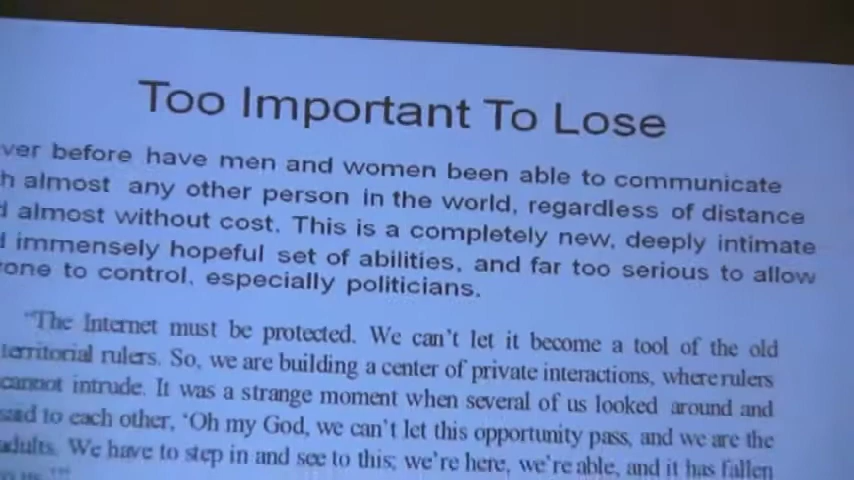 Too Important To Lose
ver before have men and women been able to communicate
h almost any other person in the world, regardless of distance
d almost without cost. This is a completely new, deeply intimate
d immensely hopeful set of abilities, and far too serious to allow
one to control, especially politicians.
"The Internet must be protected. We can't let it become a tool of the old
territorial rulers. So, we are building a center of private interactions, where rulers
cannot intrude. It was a strange moment when several of us looked around and
said to each other, 'Oh my God, we can't let this opportunity pass, and we are the
adults. We have to step in and see to this; we're here, we're able, and it has fallen